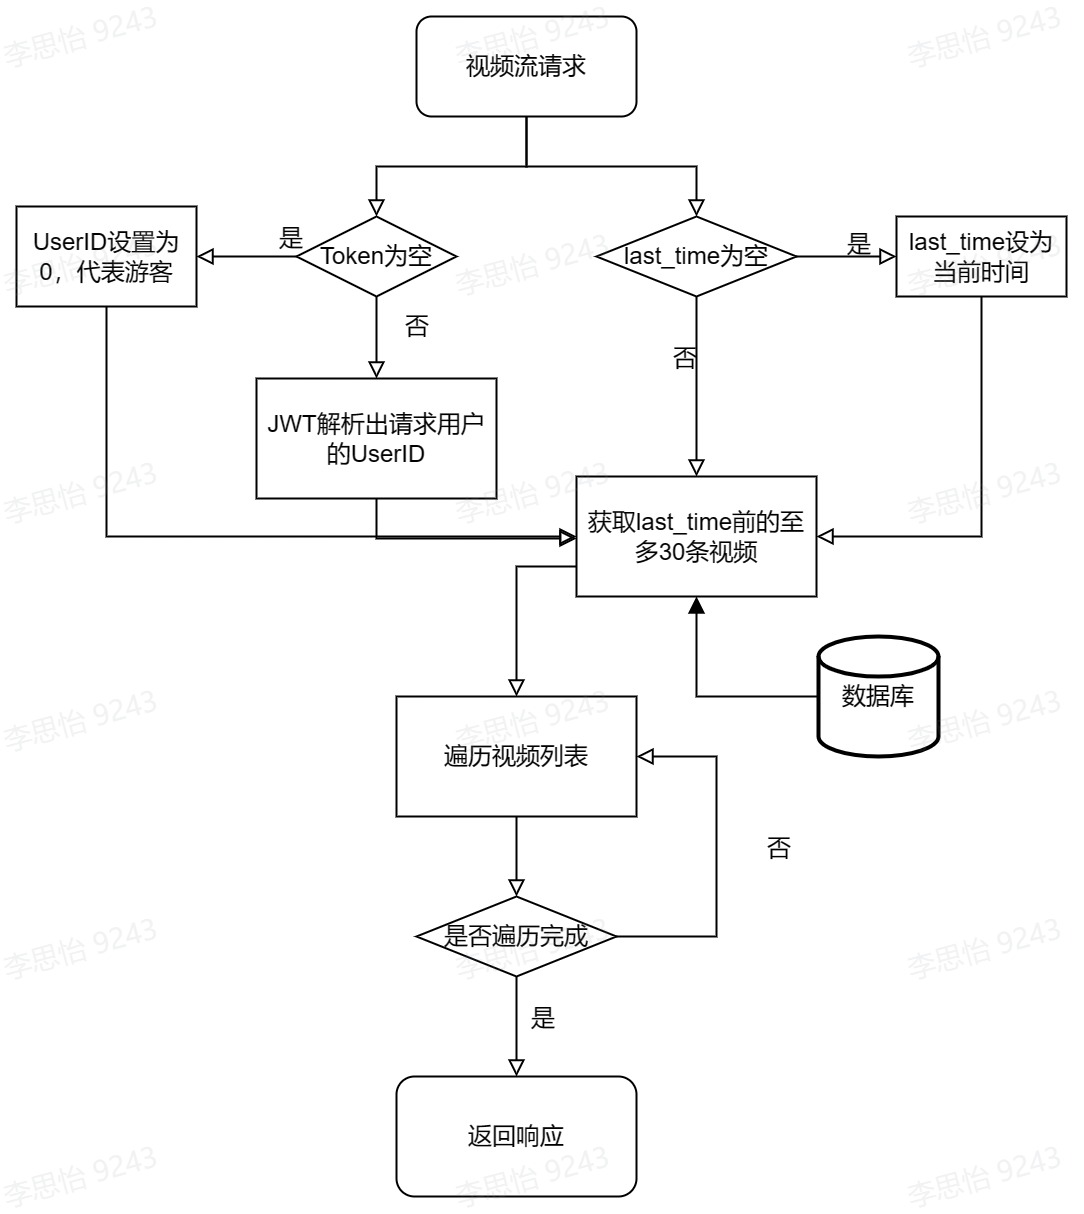 李思怡 9243
李思怡 9243
李思怡 9243
视频流请求
UserID设置为
0，代表游客
是
Token为空
last_time为空
是
last_time设为
当前时间
李思怡 9243
李思怡 9243
李思怡 9243
否
否
JWT解析出请求用户
的UserID
李思怡 9243
李思怡 9243
李思怡 9243
获取last_time前的至
多30条视频
数据库
李思怡 9243
李思怡 9243
李思怡 9243
遍历视频列表
否
是否遍历完成
李思怡 9243
李思怡 9243
李思怡 9243
是
返回响应
李思怡 9243
李思怡 9243
李思怡 9243